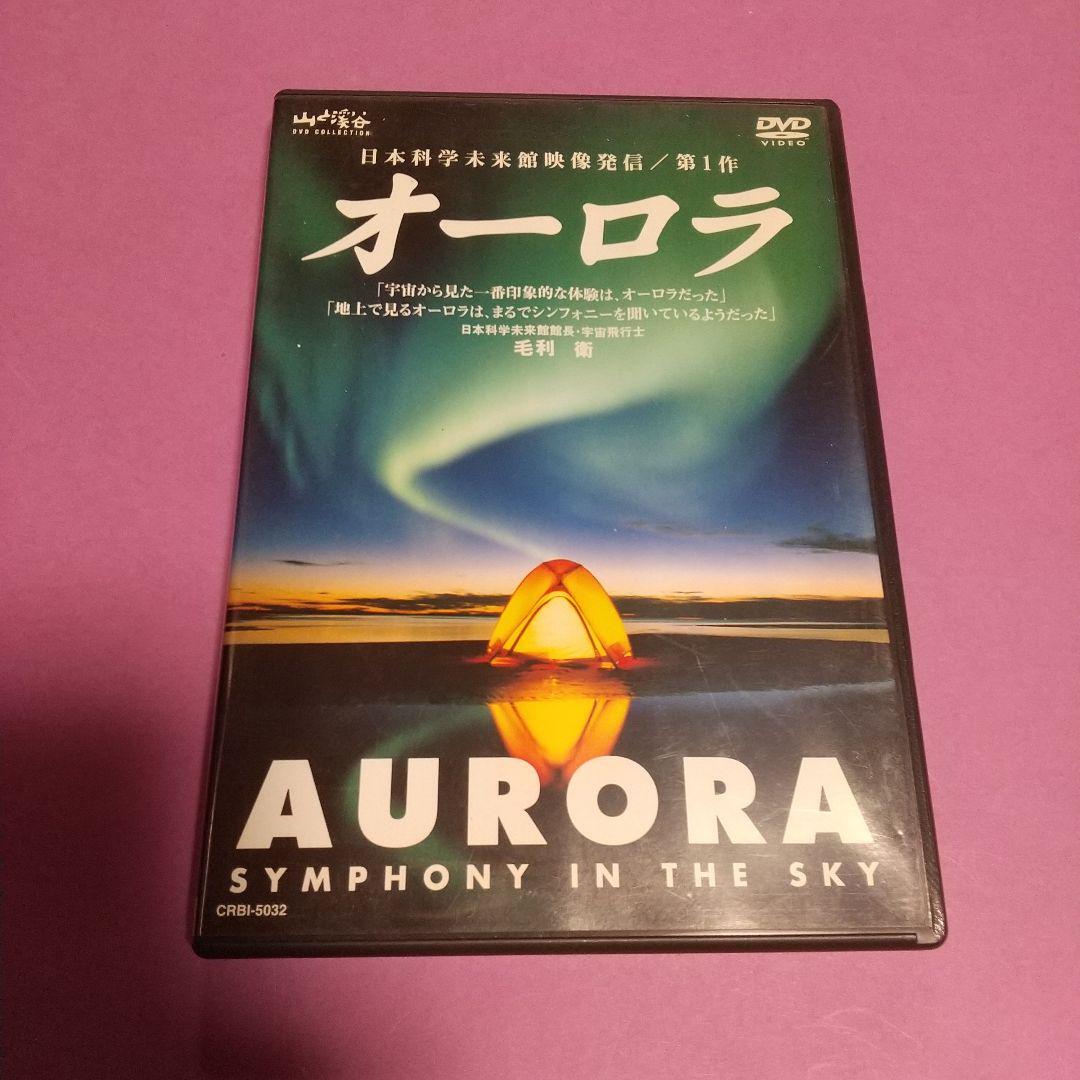 山と溪谷
DVD COLLECTION
DVD
VIDEO
日本科学未来館映像発信/第1作
オーロラ
「宇宙から見た一番印象的な体験は、オーロラだった」
「地上で見るオーロラは、まるでシンフォニーを聞いているようだった」
日本科学未来館館長・宇宙飛行士
毛利 衛
AURORA
SYMPHONY IN THE SKY
CRBI-5032